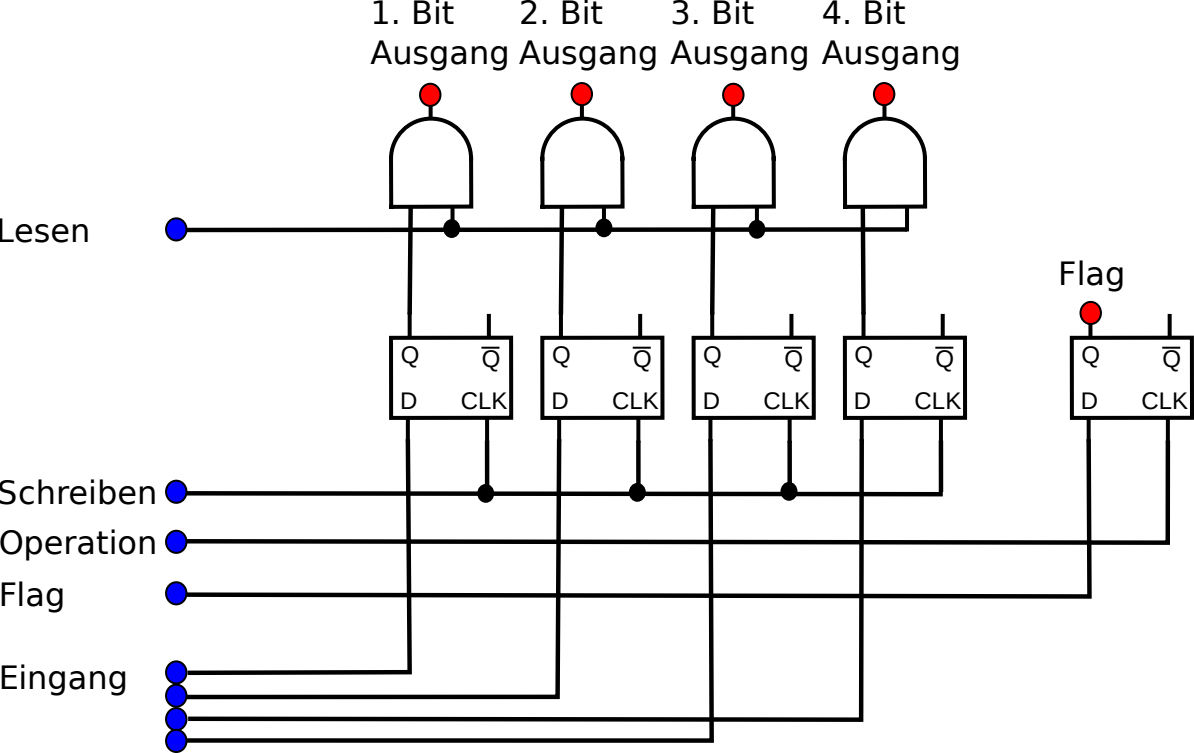 1. Bit 2. Bit 3. Bit 4. Bit
Ausgang Ausgang Ausgang Ausgang
Lesen
Flag
Q Q̅ Q Q̅ Q Q̅ Q Q̅ Q Q̅
D CLK D CLK D CLK D CLK D CLK
Schreiben
Operation
Flag
Eingang